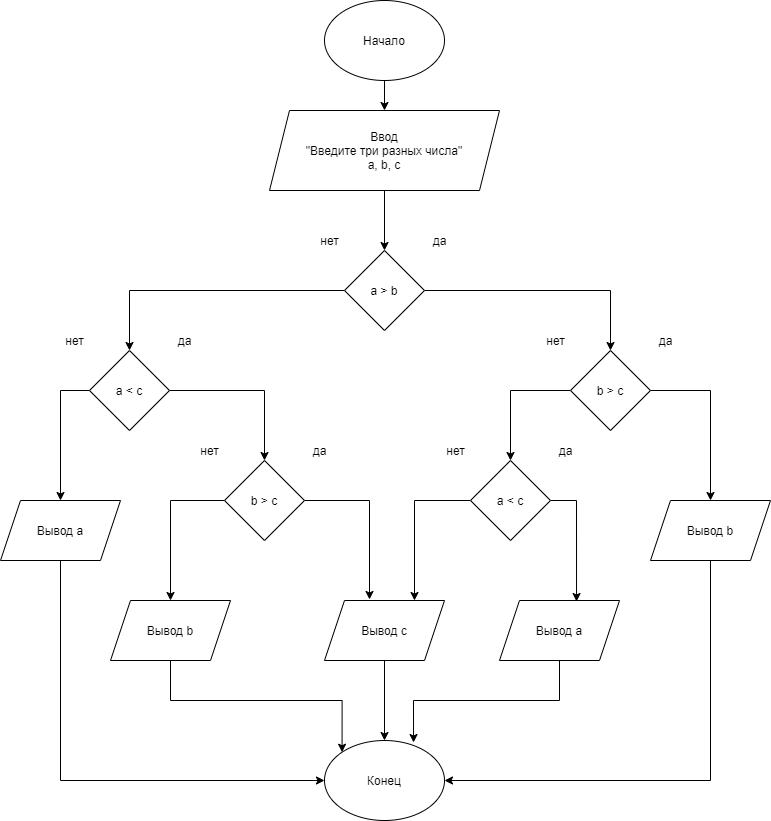 Начало
Ввод
"Введите три разных числа"
a, b, c
нет
да
a > b
нет
да
нет
да
a < c
b > c
нет
да
нет
да
b > c
a < c
Вывод a
Вывод b
Вывод b
Вывод c
Вывод a
Конец